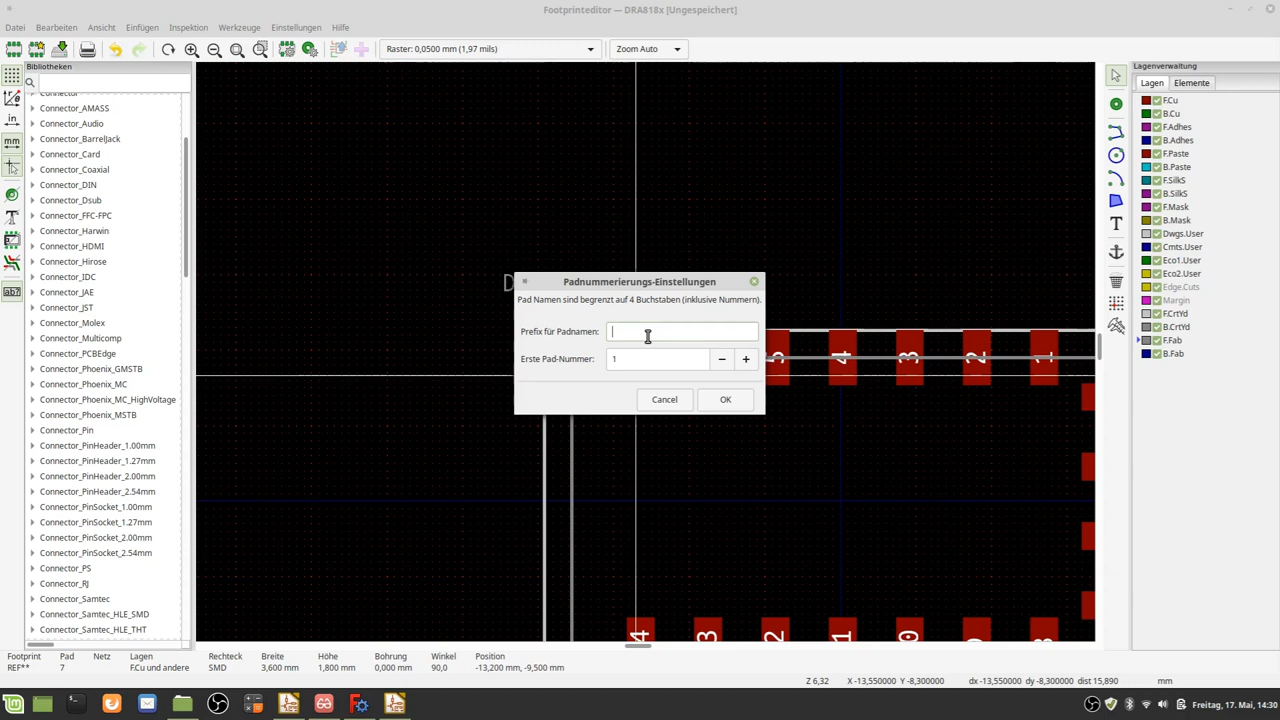 Footprinteditor — DRA818x [Ungespeichert]
Datei Bearbeiten Ansicht Einfügen Inspektion Werkzeuge Einstellungen Hilfe
Raster: 0,0500 mm (1,97 mils)
Zoom Auto
Bibliotheken
Connector_AMASS
Connector_Audio
Connector_BarrelJack
Connector_Card
Connector_Coaxial
Connector_DIN
Connector_Dsub
Connector_FFC-FPC
Connector_Harwin
Connector_HDMI
Connector_Hirose
Connector_IDC
Connector_JAE
Connector_JST
Connector_Molex
Connector_Multicomp
Connector_PCBEdge
Connector_Phoenix_GMSTB
Connector_Phoenix_MC
Connector_Phoenix_MC_HighVoltage
Connector_Phoenix_MSTB
Connector_Pin
Connector_PinHeader_1.00mm
Connector_PinHeader_1.27mm
Connector_PinHeader_2.00mm
Connector_PinHeader_2.54mm
Connector_PinSocket_1.00mm
Connector_PinSocket_1.27mm
Connector_PinSocket_2.00mm
Connector_PinSocket_2.54mm
Connector_PS
Connector_RJ
Connector_Samtec
Connector_Samtec_HLE_SMD
Connector_Samtec_HLE_THT
in
mm
Padnummerierungs-Einstellungen
Pad Namen sind begrenzt auf 4 Buchstaben (inklusive Nummern).
Prefix für Padnamen:
Erste Pad-Nummer: 1
Cancel OK
D
5 4 3 2 1
4 3 2 1 0 9 8
Lagenverwaltung
Lagen Elemente
F.Cu
B.Cu
F.Adhes
B.Adhes
F.Paste
B.Paste
F.SilkS
B.SilkS
F.Mask
B.Mask
Dwgs.User
Cmts.User
Eco1.User
Eco2.User
Edge.Cuts
Margin
F.CrtYd
B.CrtYd
F.Fab
B.Fab
Footprint Pad Netz Lagen Rechteck Höhe Bohrung Winkel Position
REF** 7 F.Cu und andere SMD 3,600 mm 1,800 mm 0,000 mm 90,0 -13,200 mm, -9,500 mm
Z 6,32 X -13,550000 Y -8,300000 dx -13,550000 dy -8,300000 dist 15,890 mm
Freitag, 17. Mai, 14:30